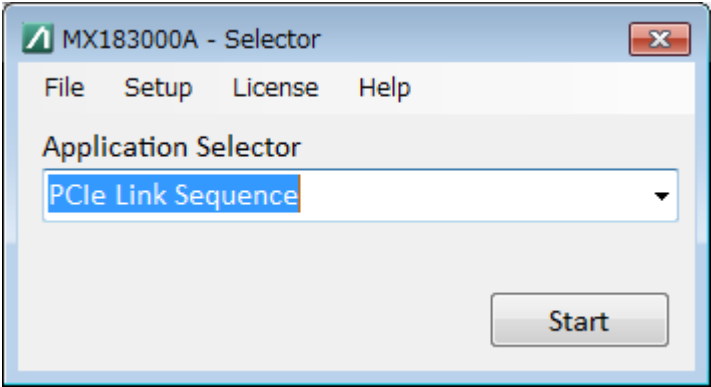 MX183000A - Selector
File Setup License Help
Application Selector
PCIe Link Sequence
Start